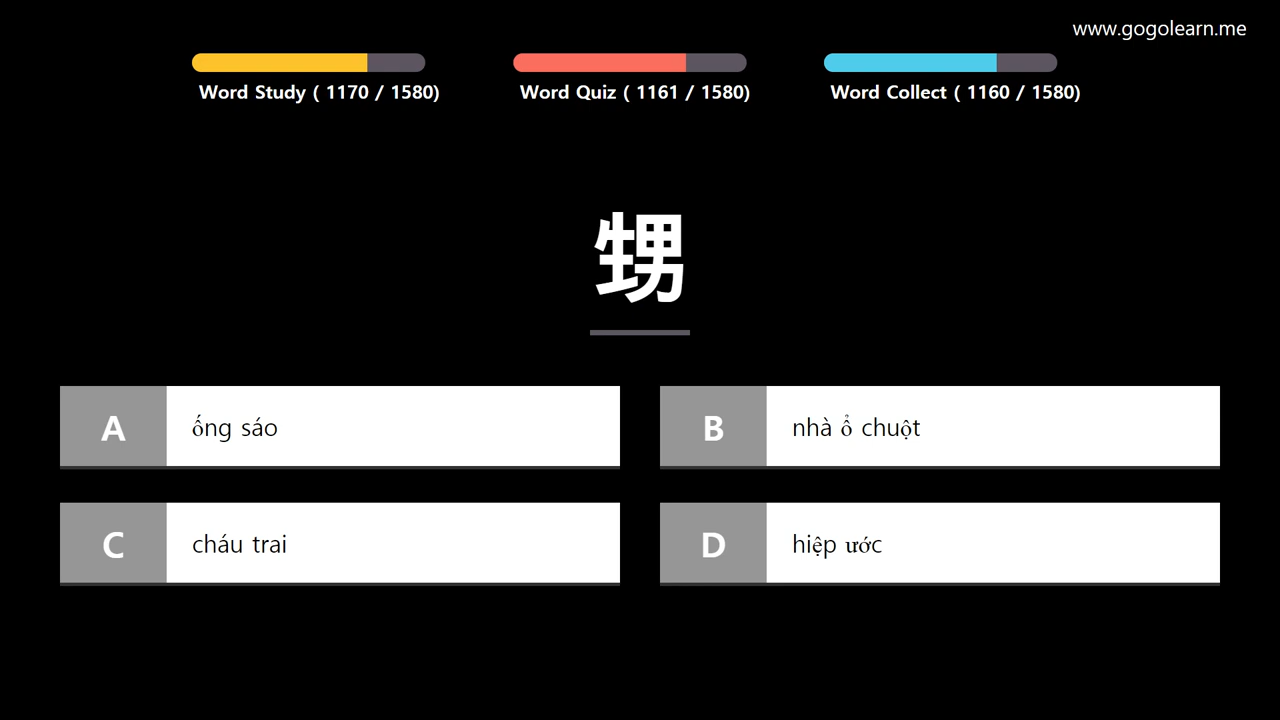 www.gogolearn.me
Word Study ( 1170 / 1580)
Word Quiz ( 1161 / 1580)
Word Collect ( 1160 / 1580)
甥
A ống sáo
B nhà ổ chuột
C cháu trai
D hiệp ước